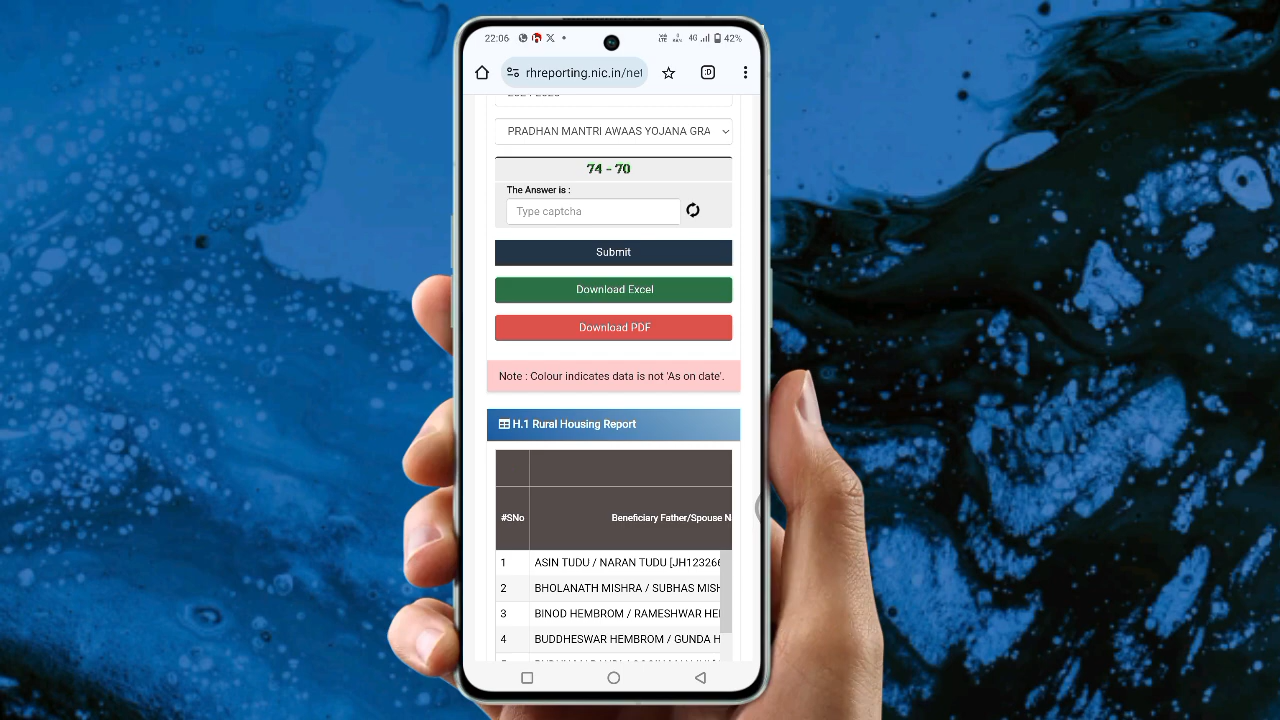 22:06 4G 42%
rhreporting.nic.in/net
PRADHAN MANTRI AWAAS YOJANA GRA
74 - 70
The Answer is :
Type captcha
Submit
Download Excel
Download PDF
Note : Colour indicates data is not 'As on date'.
H.1 Rural Housing Report
#SNo Beneficiary Father/Spouse N
1 ASIN TUDU / NARAN TUDU [JH123266
2 BHOLANATH MISHRA / SUBHAS MISH
3 BINOD HEMBROM / RAMESHWAR HE
4 BUDDHESWAR HEMBROM / GUNDA H